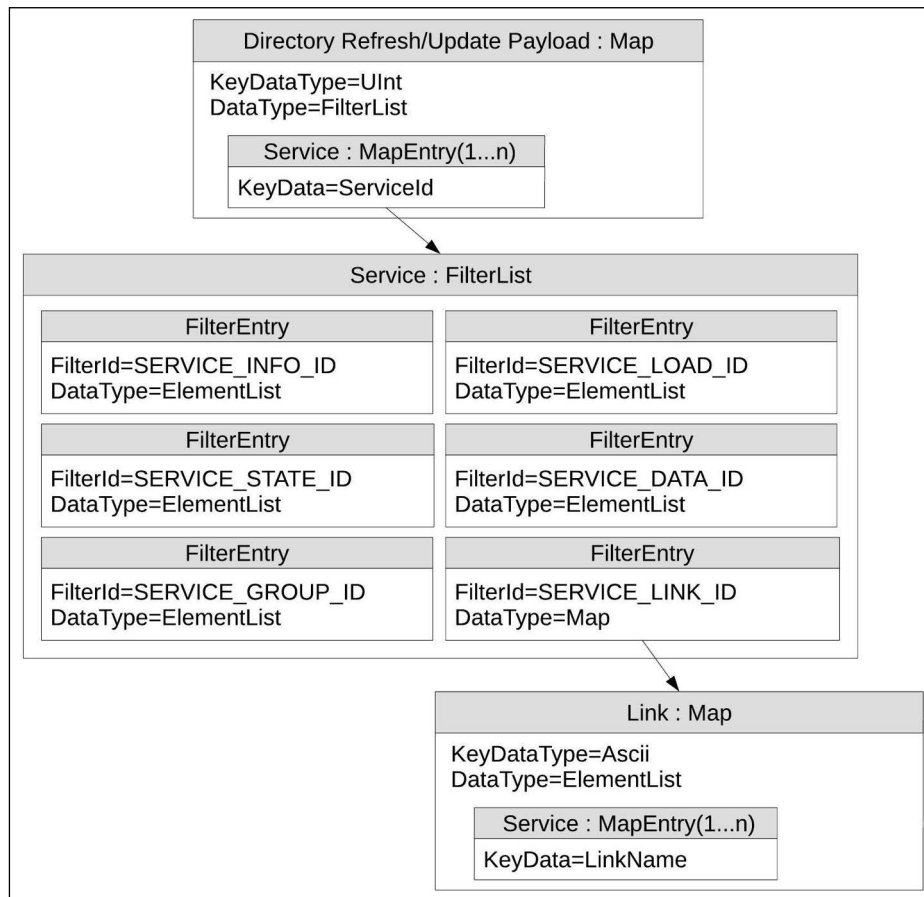 Directory Refresh/Update Payload : Map
KeyDataType=UInt
DataType=FilterList
Service : MapEntry(1...n)
KeyData=ServiceId
Service : FilterList
FilterEntry
FilterId=SERVICE_INFO_ID
DataType=ElementList
FilterEntry
FilterId=SERVICE_LOAD_ID
DataType=ElementList
FilterEntry
FilterId=SERVICE_STATE_ID
DataType=ElementList
FilterEntry
FilterId=SERVICE_DATA_ID
DataType=ElementList
FilterEntry
FilterId=SERVICE_GROUP_ID
DataType=ElementList
FilterEntry
FilterId=SERVICE_LINK_ID
DataType=Map
Link : Map
KeyDataType=Ascii
DataType=ElementList
Service : MapEntry(1...n)
KeyData=LinkName